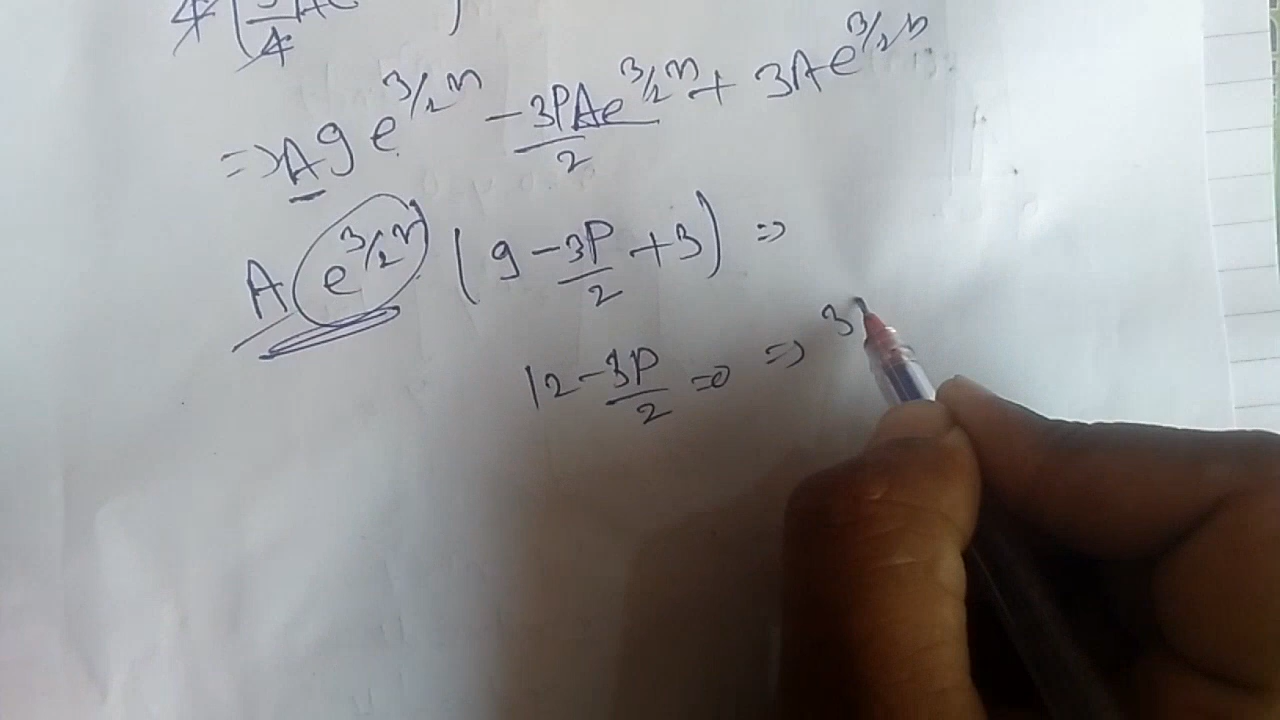 => A 9 e^{3/2 x} - 3PAe^{3/2 x}/2 + 3Ae^{3/2 x}
A e^{3/2 x} ( 9 - 3P/2 + 3 ) =>
12 - 3P/2 = 0 => 3